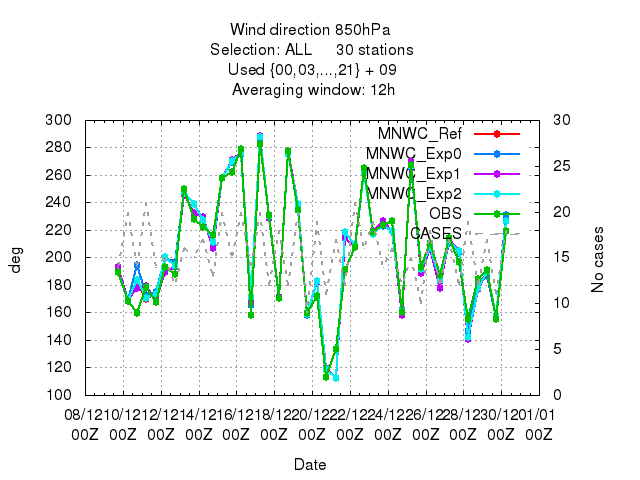 Wind direction 850hPa
Selection: ALL 30 stations
Used {00,03,...,21} + 09
Averaging window: 12h
300 30
280 25
260
240 20
220
200 15
180
160 10
140 5
120
100 0
MNWC_Ref
MNWC_Exp0
MNWC_Exp1
MNWC_Exp2
OBS
CASES
deg
No cases
08/12 10/12 12/12 14/12 16/12 18/12 20/12 22/12 24/12 26/12 28/12 30/12 01/01
00Z 00Z 00Z 00Z 00Z 00Z 00Z 00Z 00Z 00Z 00Z 00Z 00Z
Date